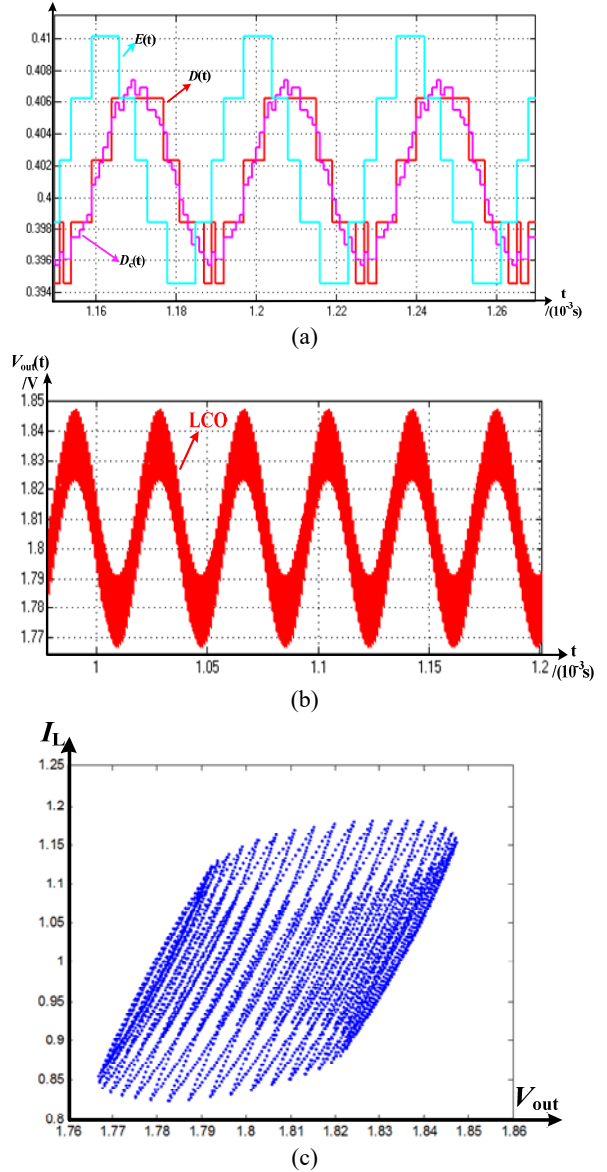 0.41
0.408
0.406
0.404
0.402
0.4
0.398
0.396
0.394
E(t)
D(t)
Dc(t)
1.16 1.18 1.2 1.22 1.24 1.26
t
/(10-3s)
(a)
Vout(t)
/V
1.85
1.84
1.83
1.82
1.81
1.8
1.79
1.78
1.77
LCO
1 1.05 1.1 1.15 1.2
t
/(10-3s)
(b)
IL
1.25
1.2
1.15
1.1
1.05
1
0.95
0.9
0.85
0.8
1.76 1.77 1.78 1.79 1.8 1.81 1.82 1.83 1.84 1.85 1.86
Vout
(c)